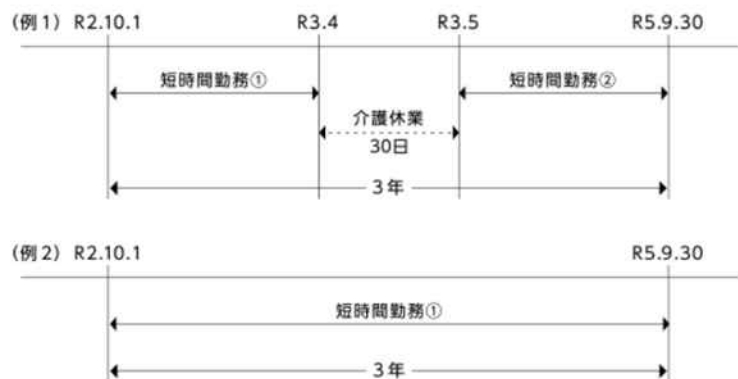 (例1) R2.10.1 R3.4 R3.5 R5.9.30
短時間勤務① 短時間勤務②
介護休業
30日
3年
(例2) R2.10.1 R5.9.30
短時間勤務①
3年